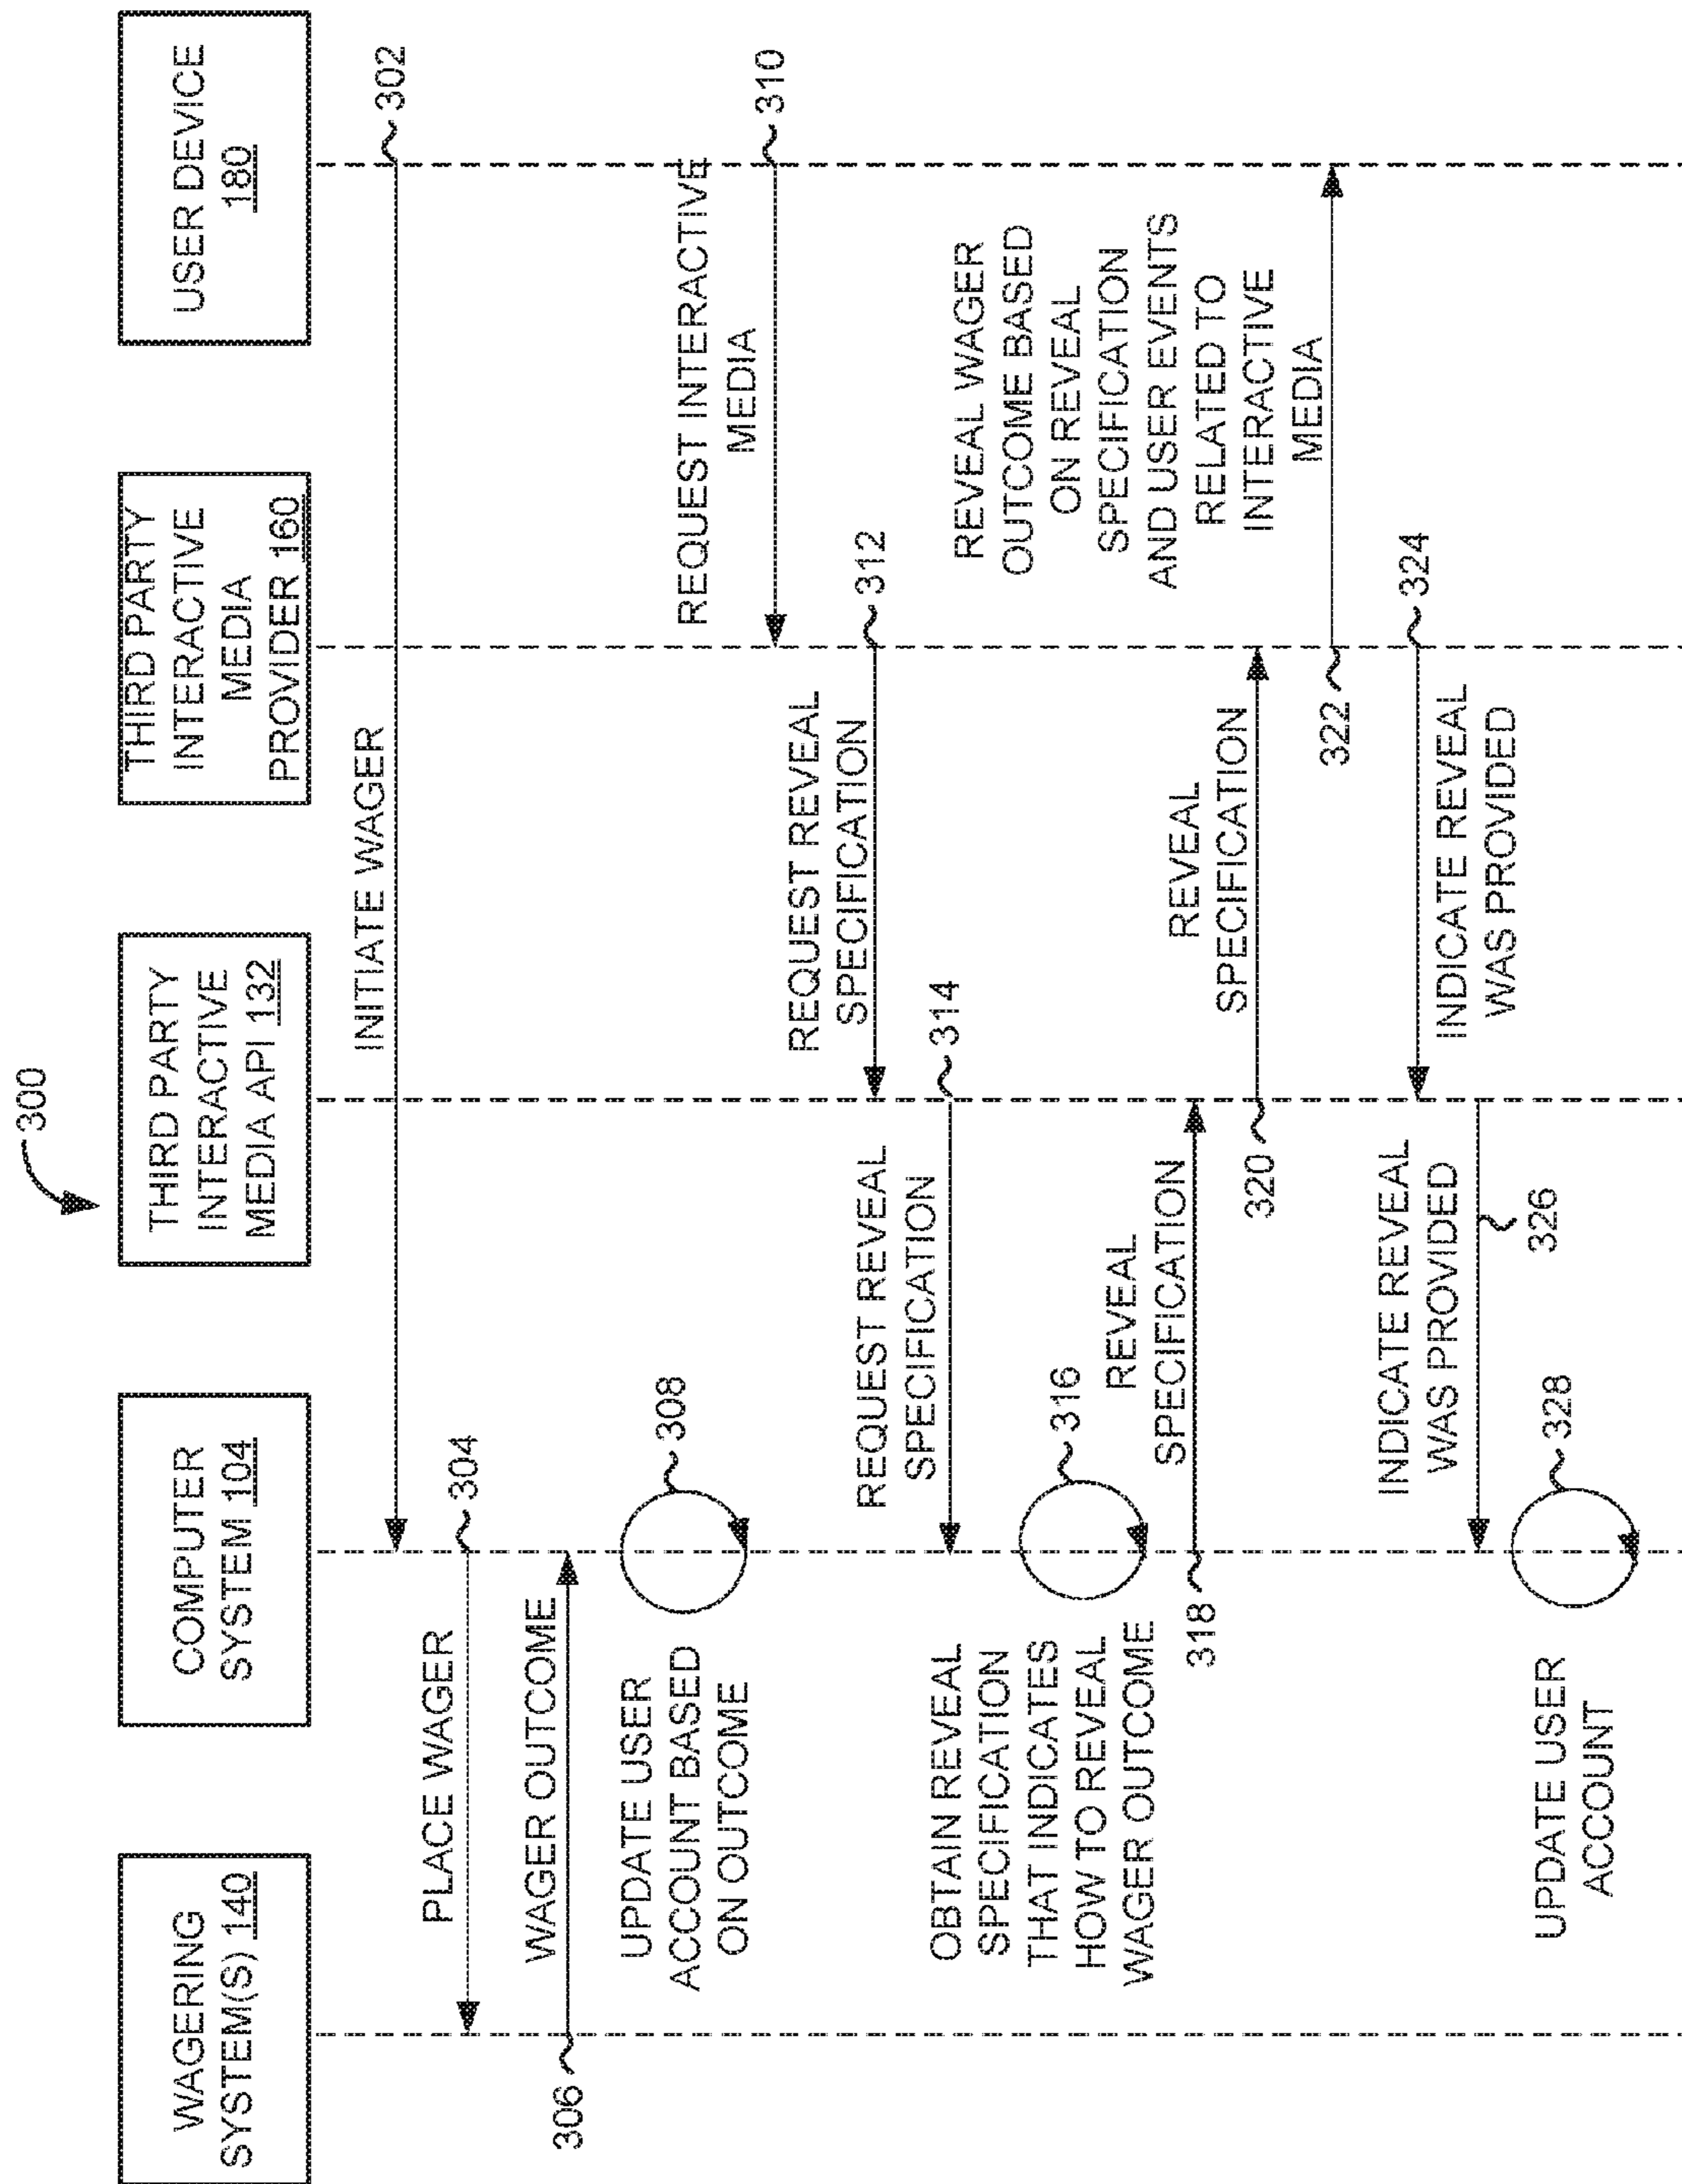 300
WAGERING
SYSTEM(S) 140
COMPUTER
SYSTEM 104
THIRD PARTY
INTERACTIVE
MEDIA API 132
THIRD PARTY
INTERACTIVE
MEDIA
PROVIDER 160
USER DEVICE
180
INITIATE WAGER
302
PLACE WAGER
304
WAGER OUTCOME
306
UPDATE USER
ACCOUNT BASED
ON OUTCOME
308
REQUEST INTERACTIVE
MEDIA
310
REQUEST REVEAL
SPECIFICATION
312
REQUEST REVEAL
SPECIFICATION
314
OBTAIN REVEAL
SPECIFICATION
THAT INDICATES
HOW TO REVEAL
WAGER OUTCOME
316
REVEAL
SPECIFICATION
318
REVEAL
SPECIFICATION
320
REVEAL WAGER
OUTCOME BASED
ON REVEAL
SPECIFICATION
AND USER EVENTS
RELATED TO
INTERACTIVE
MEDIA
322
INDICATE REVEAL
WAS PROVIDED
324
INDICATE REVEAL
WAS PROVIDED
326
UPDATE USER
ACCOUNT
328